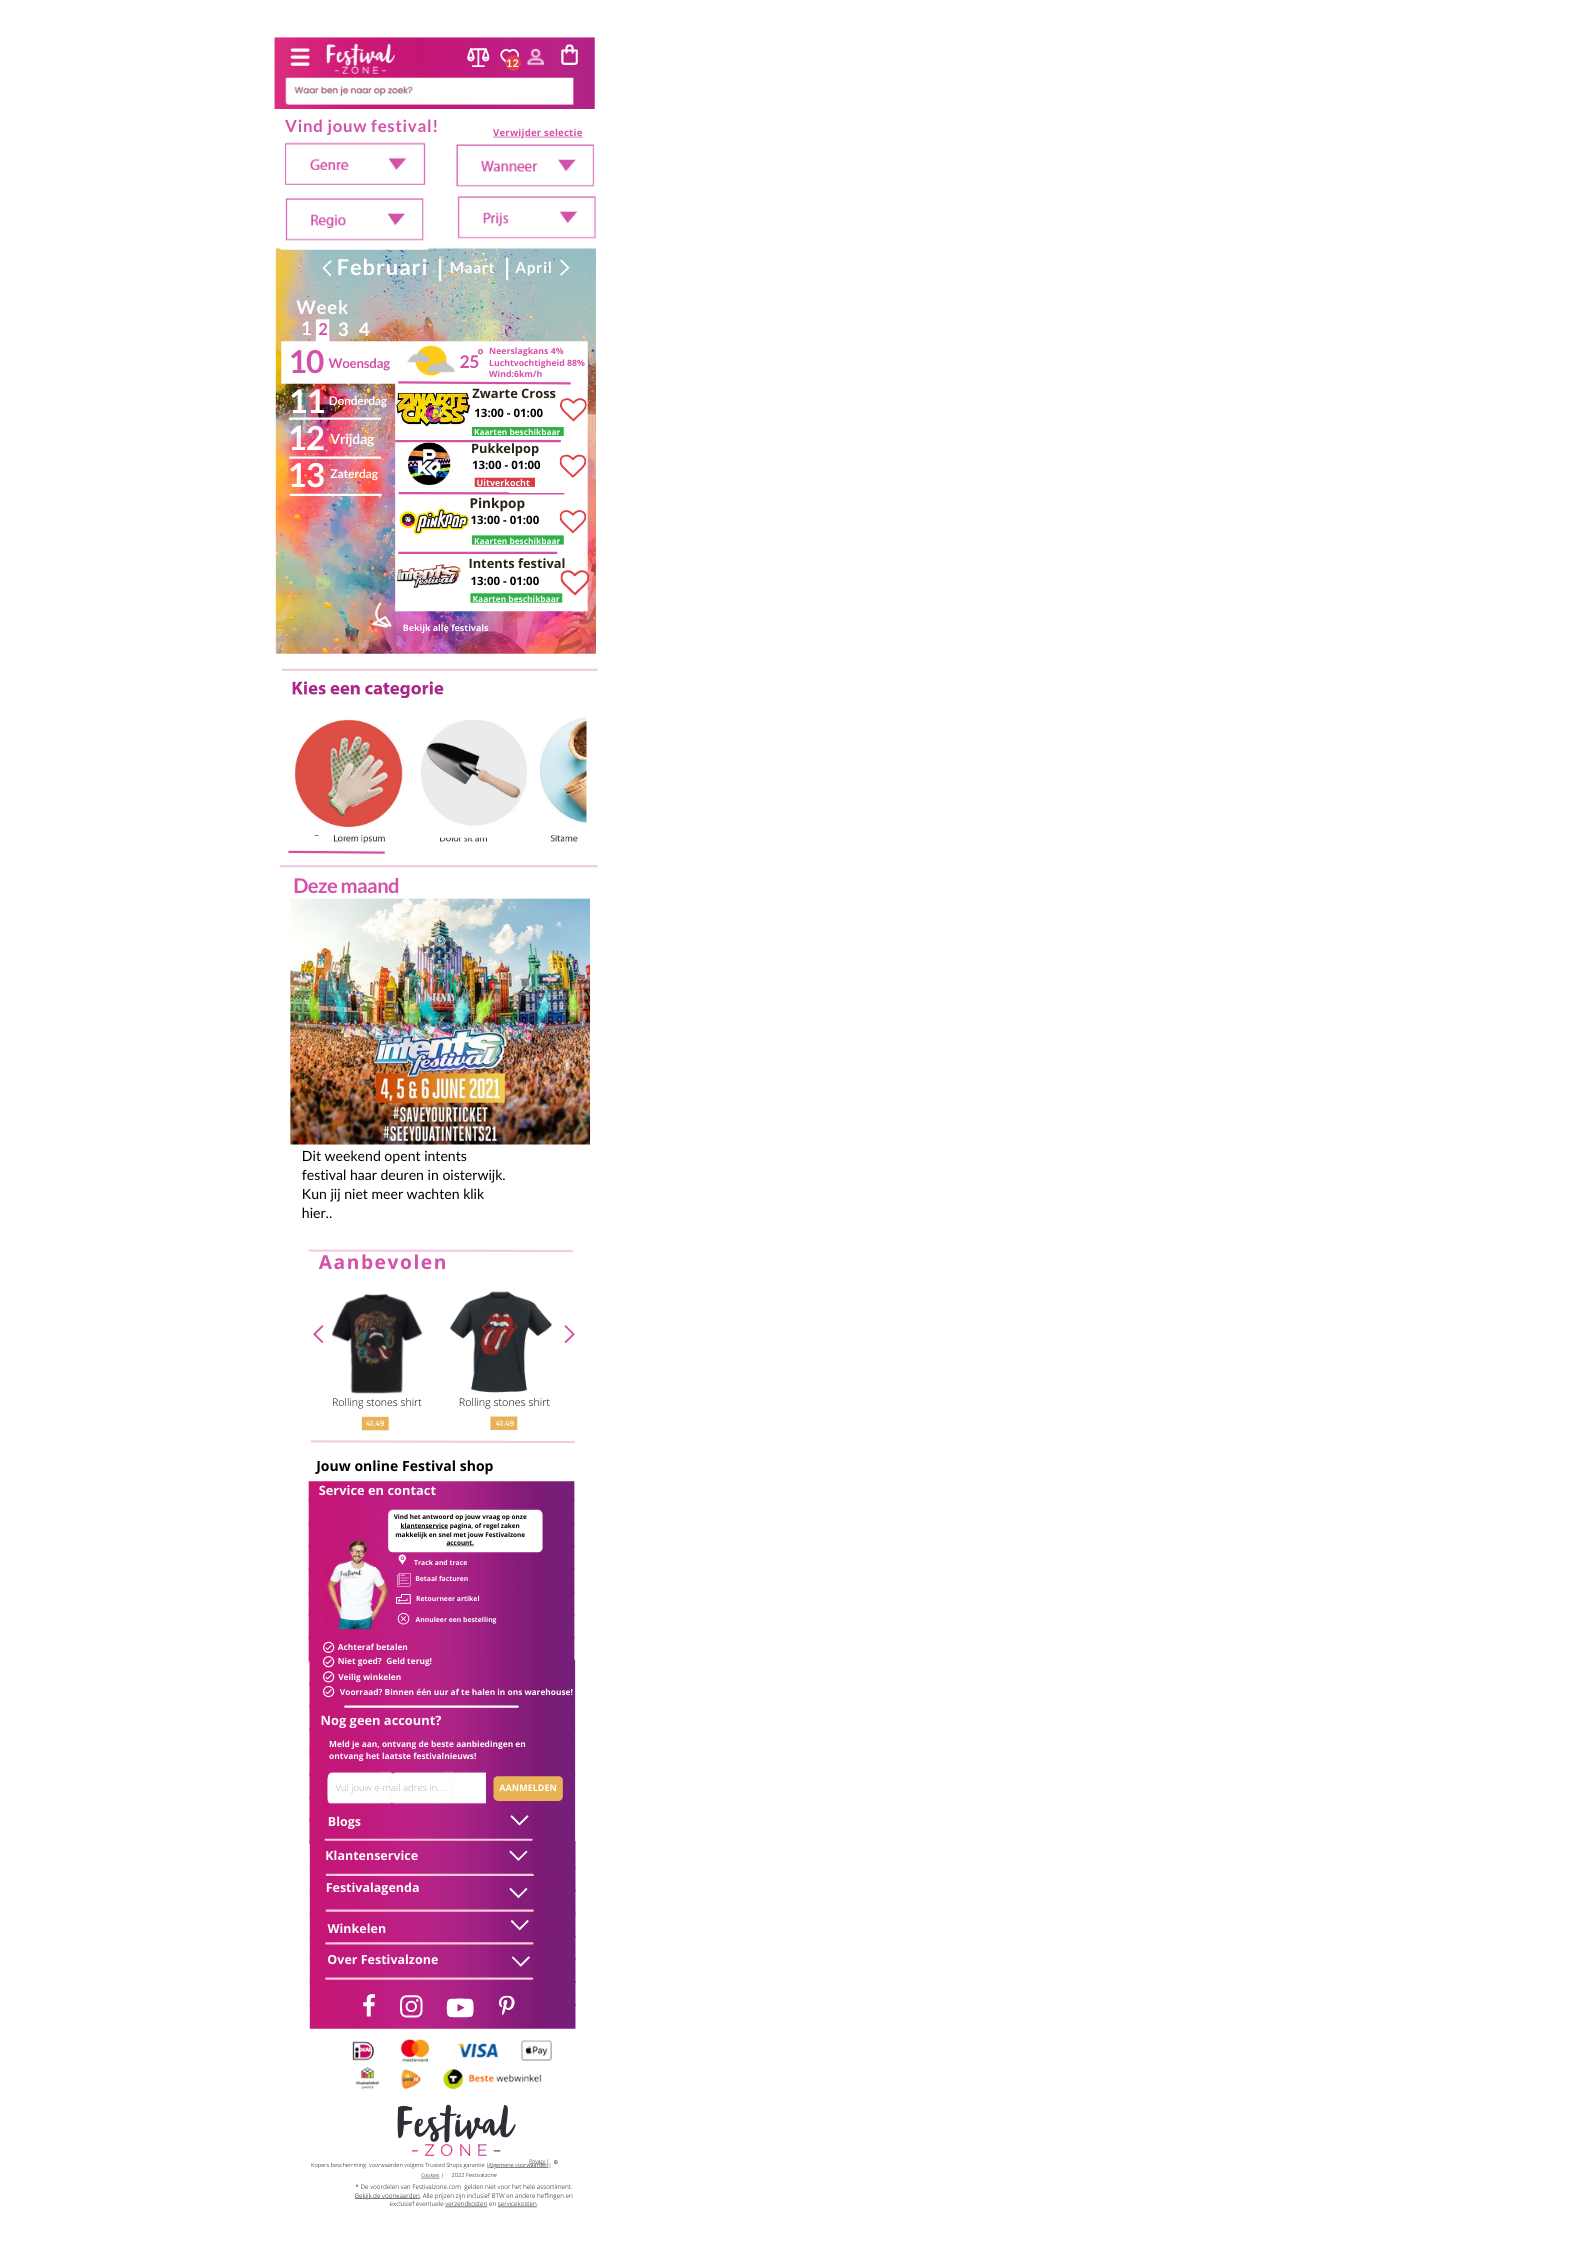 Festival
-ZONE-
12
Waar ben je naar op zoek?
Vind jouw festival!
Verwijder selectie
Genre
Wanneer
Regio
Prijs
Februari | Maart | April
Week
1 2 3 4
10 Woensdag
25°
Neerslagkans 4%
Luchtvochtigheid 88%
Wind:6km/h
11 Donderdag
12 Vrijdag
13 Zaterdag
ZWARTE CROSS
Zwarte Cross
13:00 - 01:00
Kaarten beschikbaar
PKP
Pukkelpop
13:00 - 01:00
Uitverkocht
PINKPOP
Pinkpop
13:00 - 01:00
Kaarten beschikbaar
intents festival
Intents festival
13:00 - 01:00
Kaarten beschikbaar
Bekijk alle festivals
Kies een categorie
Lorem ipsum
Dolor sit am
Sitame
Deze maand
intents
festival
4, 5 & 6 JUNE 2021
#SAVEYOURTICKET
#SEEYOUATINTENTS21
Dit weekend opent intents
festival haar deuren in oisterwijk.
Kun jij niet meer wachten klik
hier..
Aanbevolen
Rolling stones shirt
41.49
Rolling stones shirt
41.49
Jouw online Festival shop
Service en contact
Vind het antwoord op jouw vraag op onze
klantenservice pagina, of regel zaken
makkelijk en snel met jouw Festivalzone
account.
Festival
Track and trace
Betaal facturen
Retourneer artikel
Annuleer een bestelling
Achteraf betalen
Niet goed? Geld terug!
Veilig winkelen
Voorraad? Binnen één uur af te halen in ons warehouse!
Nog geen account?
Meld je aan, ontvang de beste aanbiedingen en
ontvang het laatste festivalnieuws!
Vul jouw e-mail adres in....
AANMELDEN
Blogs
Klantenservice
Festivalagenda
Winkelen
Over Festivalzone
iDEAL
mastercard
VISA
Pay
thuiswinkel
Beste webwinkel
Festival
-ZONE-
Privacy | ©
Kopers bescherming voorwaarden volgens Trusted Shops garantie |Algemene voorwaarden|
Cookies | 2022 Festivalzone
* De voordelen van Festivalzone.com gelden niet voor het hele assortiment.
Bekijk de voorwaarden. Alle prijzen zijn inclusief BTW en andere heffingen en
exclusief eventuele verzendkosten en servicekosten.